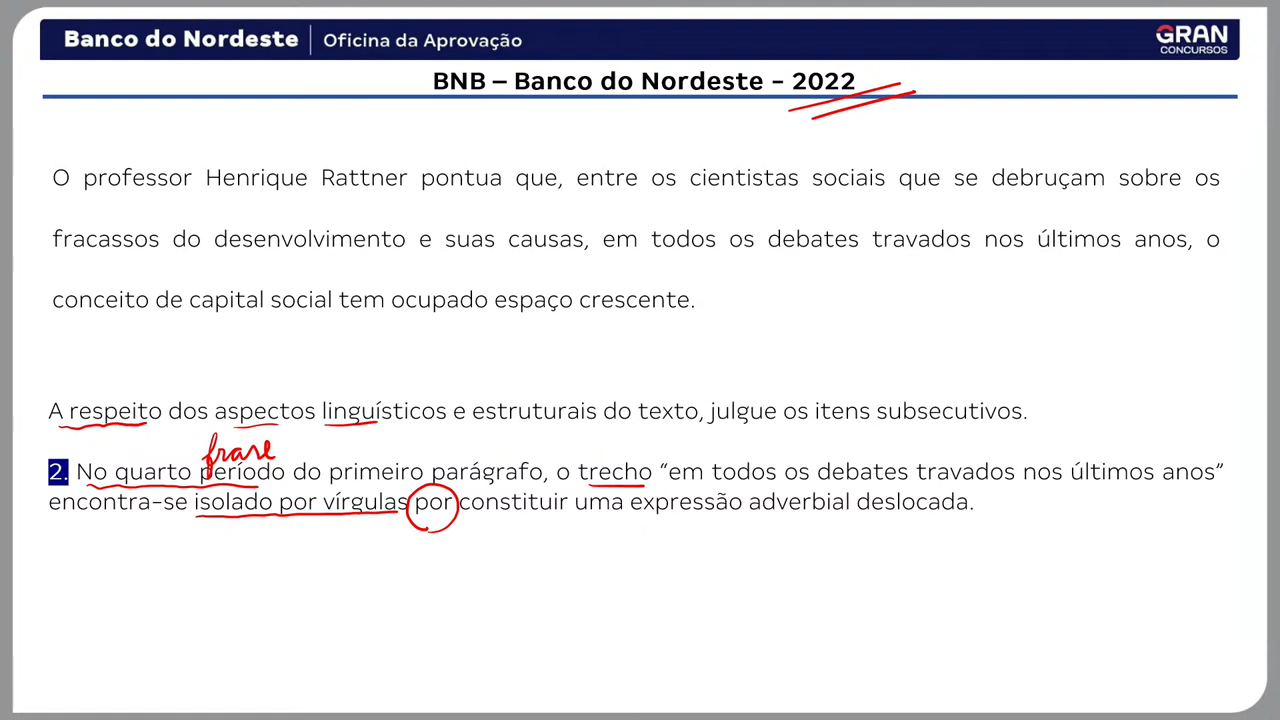 Banco do Nordeste | Oficina da Aprovação
GRAN
CONCURSOS
BNB – Banco do Nordeste - 2022
O professor Henrique Rattner pontua que, entre os cientistas sociais que se debruçam sobre os
fracassos do desenvolvimento e suas causas, em todos os debates travados nos últimos anos, o
conceito de capital social tem ocupado espaço crescente.
A respeito dos aspectos linguísticos e estruturais do texto, julgue os itens subsecutivos.
frase
2. No quarto período do primeiro parágrafo, o trecho “em todos os debates travados nos últimos anos”
encontra-se isolado por vírgulas por constituir uma expressão adverbial deslocada.